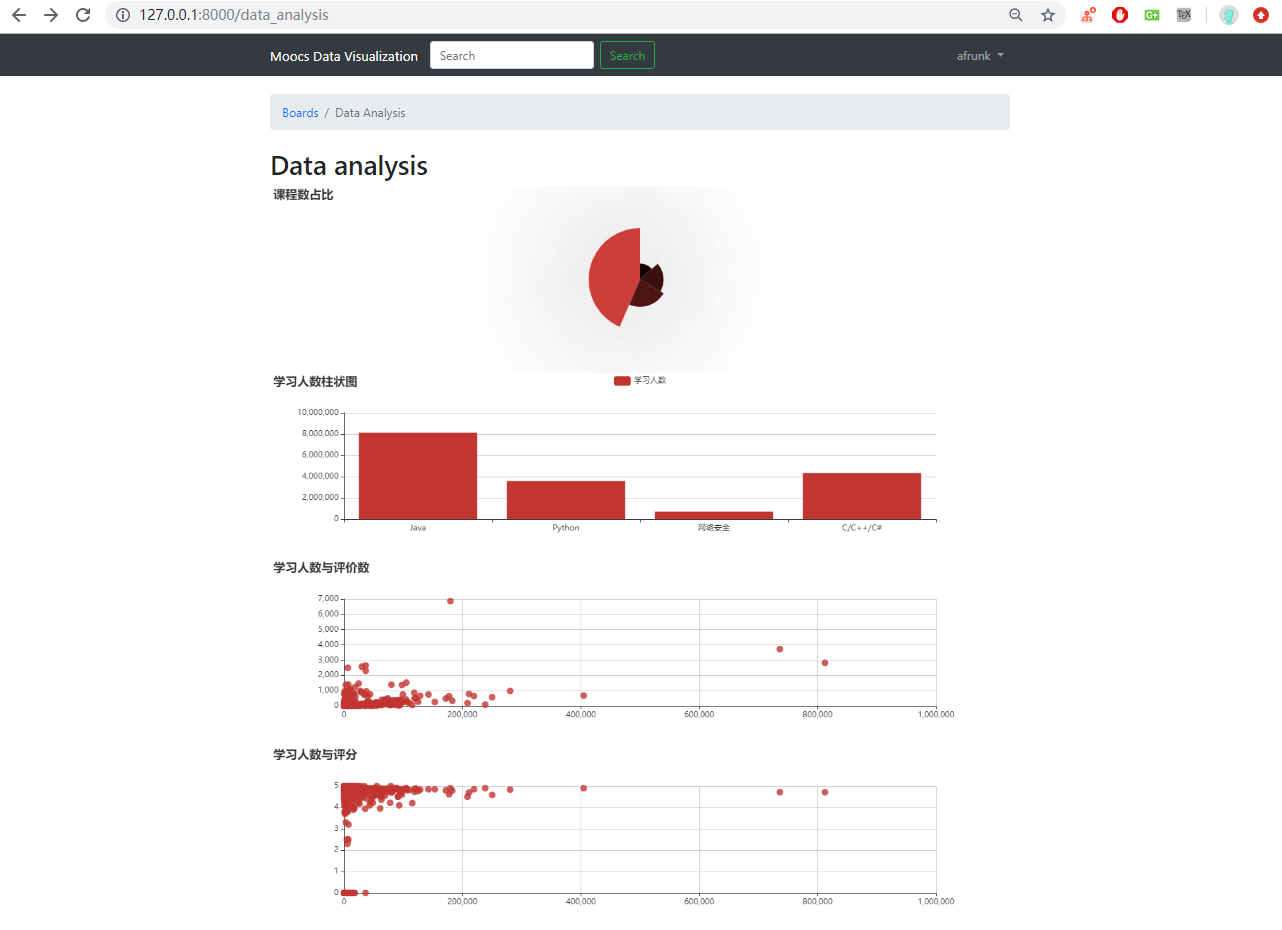 127.0.0.1:8000/data_analysis
Moocs Data Visualization Search Search afrunk
Boards / Data Analysis
Data analysis
课程数占比
学习人数柱状图
学习人数
10,000,000
8,000,000
6,000,000
4,000,000
2,000,000
0
Java Python 网络安全 C/C++/C#
学习人数与评价数
7,000
6,000
5,000
4,000
3,000
2,000
1,000
0
0 200,000 400,000 600,000 800,000 1,000,000
学习人数与评分
5
4
3
2
1
0
0 200,000 400,000 600,000 800,000 1,000,000